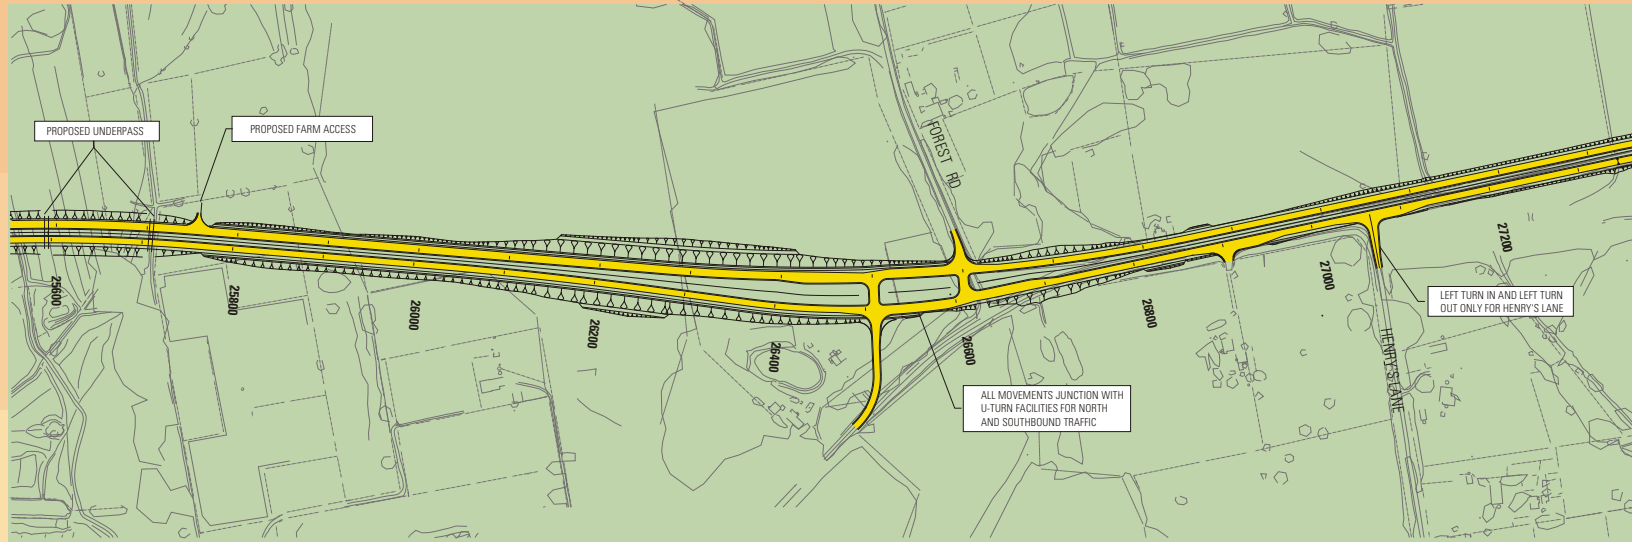 PROPOSED UNDERPASS
PROPOSED FARM ACCESS
FOREST RD
25600
25800
26000
26200
26400
26600
26800
27000
27200
LEFT TURN IN AND LEFT TURN
OUT ONLY FOR HENRY'S LANE
HENRY'S LANE
ALL MOVEMENTS JUNCTION WITH
U-TURN FACILITIES FOR NORTH
AND SOUTHBOUND TRAFFIC